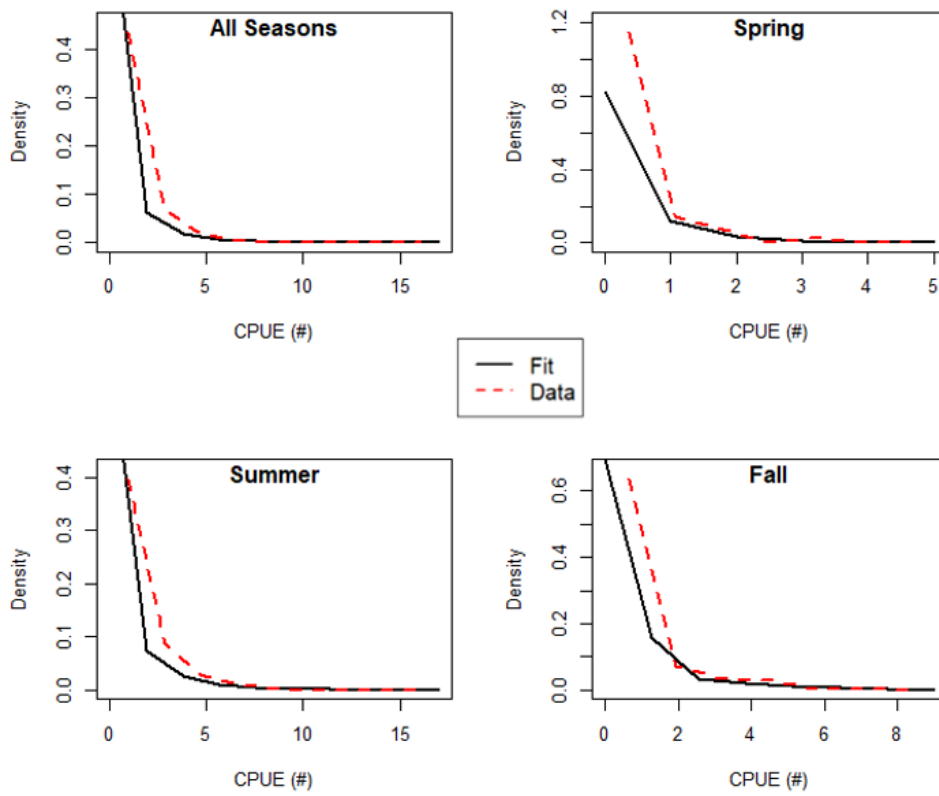 All Seasons
Density
0.0 0.1 0.2 0.3 0.4
0 5 10 15
CPUE (#)
Spring
Density
0.0 0.4 0.8 1.2
0 1 2 3 4 5
CPUE (#)
Fit
Data
Summer
Density
0.0 0.1 0.2 0.3 0.4
0 5 10 15
CPUE (#)
Fall
Density
0.0 0.2 0.4 0.6
0 2 4 6 8
CPUE (#)